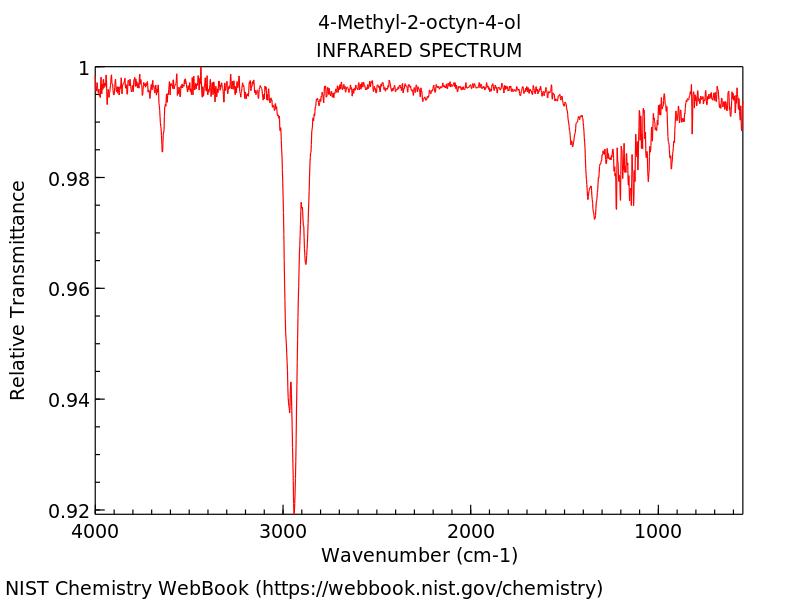 4-Methyl-2-octyn-4-ol
INFRARED SPECTRUM
1
0.98
0.96
0.94
0.92
Relative Transmittance
4000 3000 2000 1000
Wavenumber (cm-1)
NIST Chemistry WebBook (https://webbook.nist.gov/chemistry)